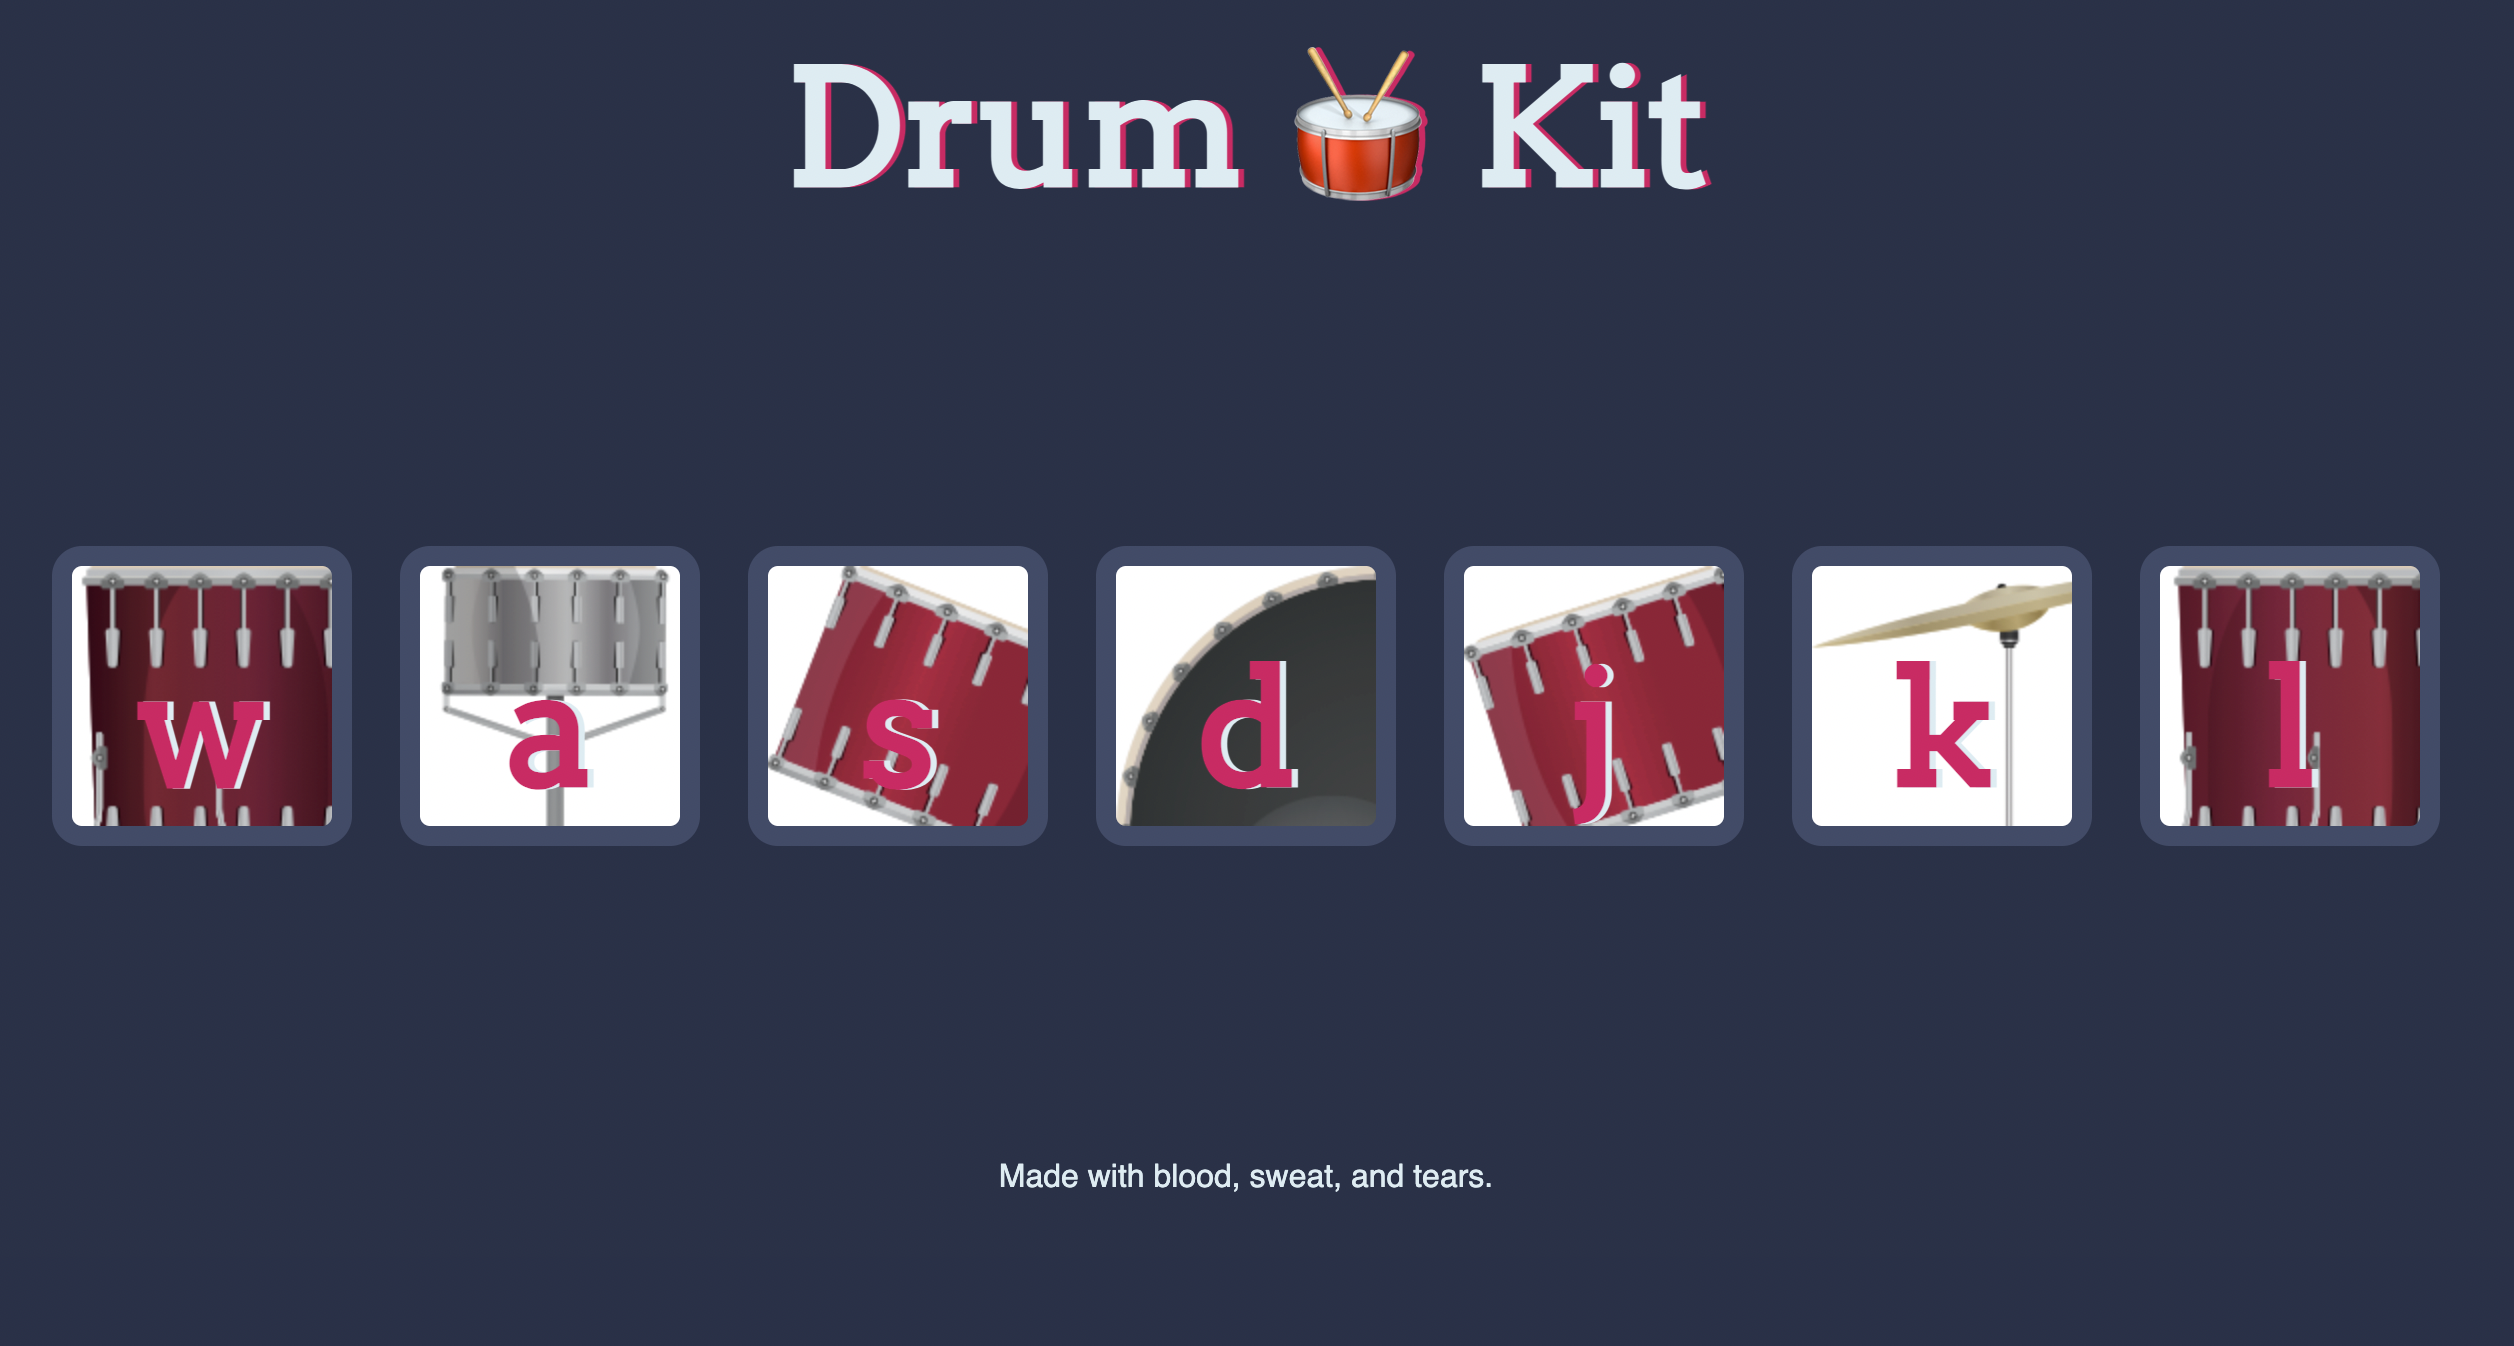 Drum 🥁 Kit
w a s d j k l
Made with blood, sweat, and tears.